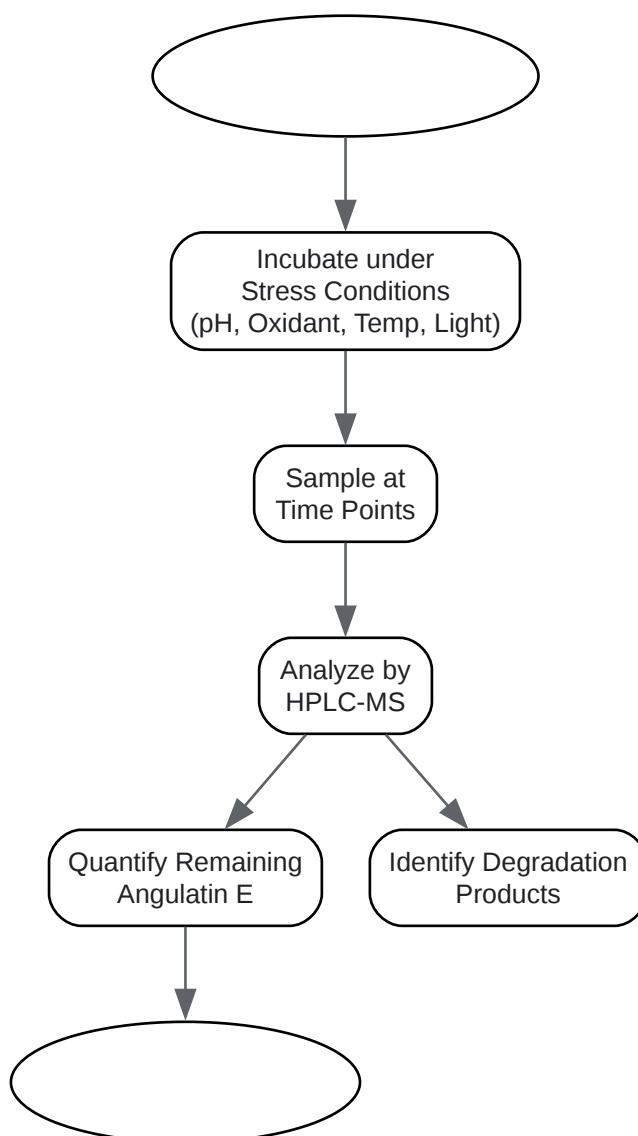 Incubate under
Stress Conditions
(pH, Oxidant, Temp, Light)
Sample at
Time Points
Analyze by
HPLC-MS
Quantify Remaining
Angulatin E
Identify Degradation
Products